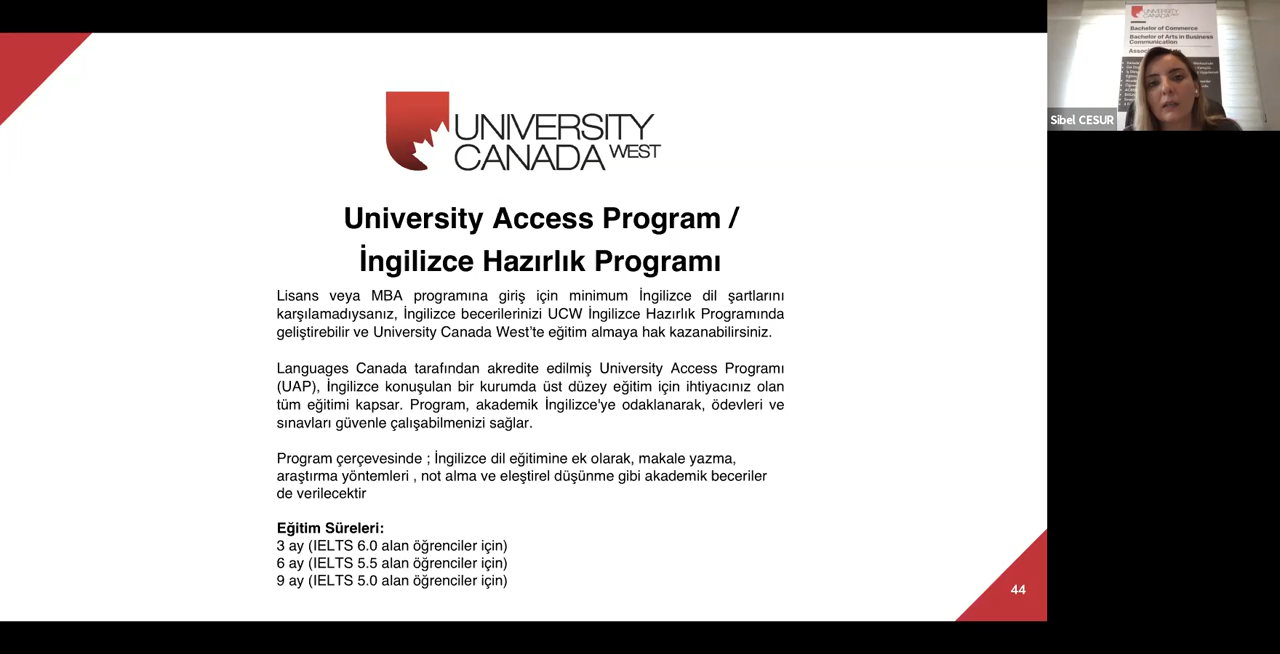 UNIVERSITY
CANADA WEST
University Access Program /
İngilizce Hazırlık Programı
Lisans veya MBA programına giriş için minimum İngilizce dil şartlarını
karşılamadıysanız, İngilizce becerilerinizi UCW İngilizce Hazırlık Programında
geliştirebilir ve University Canada West'te eğitim almaya hak kazanabilirsiniz.
Languages Canada tarafından akredite edilmiş University Access Programı
(UAP), İngilizce konuşulan bir kurumda üst düzey eğitim için ihtiyacınız olan
tüm eğitimi kapsar. Program, akademik İngilizce'ye odaklanarak, ödevleri ve
sınavları güvenle çalışabilmenizi sağlar.
Program çerçevesinde ; İngilizce dil eğitimine ek olarak, makale yazma,
araştırma yöntemleri , not alma ve eleştirel düşünme gibi akademik beceriler
de verilecektir
Eğitim Süreleri:
3 ay (IELTS 6.0 alan öğrenciler için)
6 ay (IELTS 5.5 alan öğrenciler için)
9 ay (IELTS 5.0 alan öğrenciler için)
44
UNIVERSITY
CANADA
Bachelor of Commerce
Bachelor of Arts in Business
Communication
Sibel CESUR